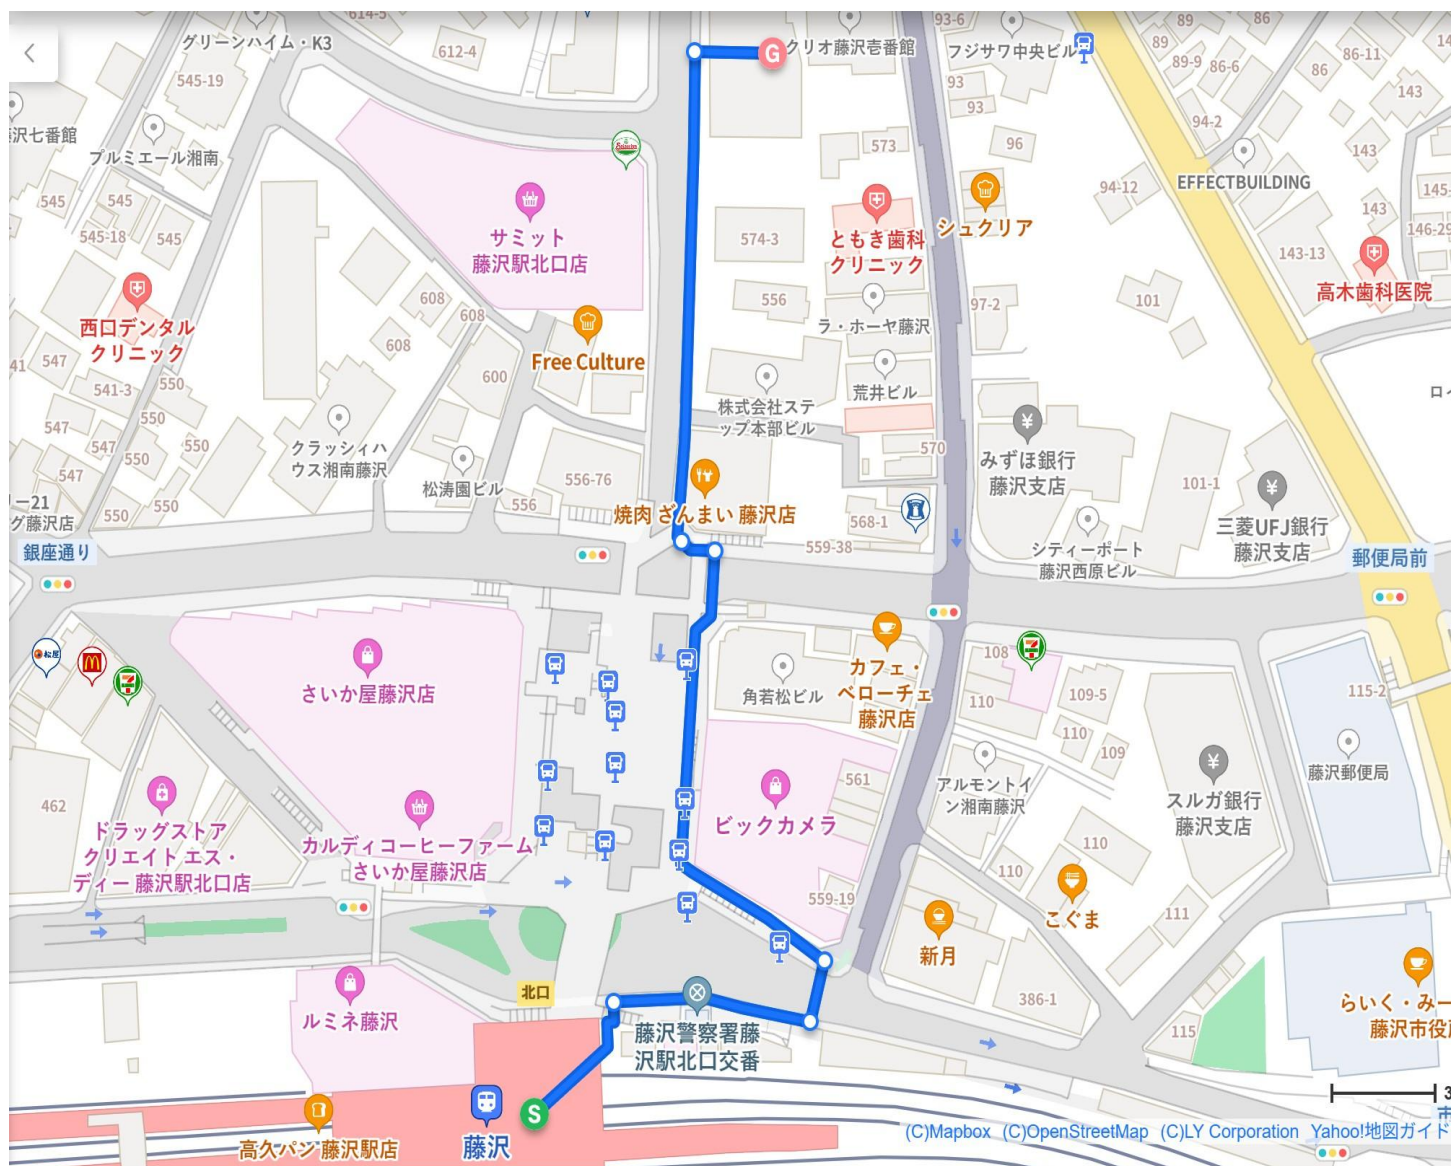 614-5
93-6
89
86
グリーンハイム・K3
612-4
G
クリオ藤沢壱番館
フジサワ中央ビル
89
86-11
89-9
86-6
86
545-19
93
93
143
143
94-2
沢七番館
プルミエール湘南
573
96
143
EFFECTBUILDING
サミット
藤沢駅北口店
545
545
545-18
545
574-3
ともき歯科
クリニック
シュクリア
94-12
143
143-13
146-29
高木歯科医院
西口デンタル
クリニック
608
608
608
556
ラ・ホーヤ藤沢
97-2
101
Free Culture
547
541-3
550
600
荒井ビル
株式会社ステ
ップ本部ビル
550
547
547
550
550
クラッシィハ
ウス湘南藤沢
松涛園ビル
570
みずほ銀行
藤沢支店
547
556-76
101-1
550
550
556
焼肉 ざんまい 藤沢店
568-1
三菱UFJ銀行
藤沢支店
ー21
グ藤沢店
銀座通り
559-38
シティーポート
藤沢西原ビル
郵便局前
松屋
さいか屋藤沢店
角若松ビル
カフェ・
ベローチェ
藤沢店
108
110
109-5
110
109
115-2
藤沢郵便局
462
ドラッグストア
クリエイト エス・
ディー 藤沢駅北口店
カルディコーヒーファーム
さいか屋藤沢店
ビックカメラ
561
アルモントイ
ン湘南藤沢
スルガ銀行
藤沢支店
110
110
559-19
こぐま
111
新月
北口
ルミネ藤沢
藤沢警察署藤
沢駅北口交番
386-1
115
らいく・みー
藤沢市役
S
藤沢
高久パン 藤沢駅店
(C)Mapbox (C)OpenStreetMap (C)LY Corporation Yahoo!地図ガイド